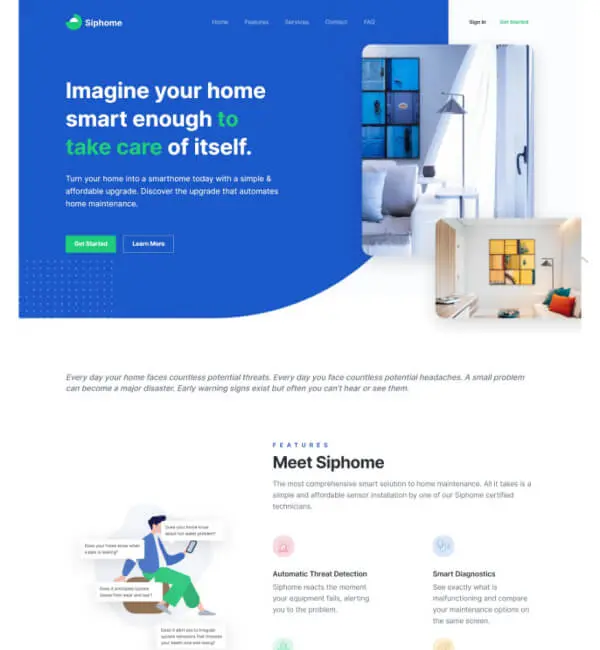 Siphome
Home Features Services Contact FAQ
Sign In Get Started
Imagine your home
smart enough to
take care of itself.
Turn your home into a smarthome today with a simple &
affordable upgrade. Discover the upgrade that automates
home maintenance.
Get Started Learn More
Every day your home faces countless potential threats. Every day you face countless potential headaches. A small problem
can become a major disaster. Early warning signs exist but often you can't hear or see them.
FEATURES
Meet Siphome
The most comprehensive smart solution to home maintenance. All it takes is a
simple and affordable sensor installation by one of our Siphome certified
technicians.
Does your home know
about hot water problem?
Does your home know when
a pipe is leaking?
Does it anticipate system
issues from wear and tear?
Does it alert you to irregular
system behaviors that threaten
your health and well-being?
Automatic Threat Detection
Siphome reacts the moment
your equipment fails, alerting
you to the problem.
Smart Diagnostics
See exactly what is
malfunctioning and compare
your maintenance options on
the same screen.